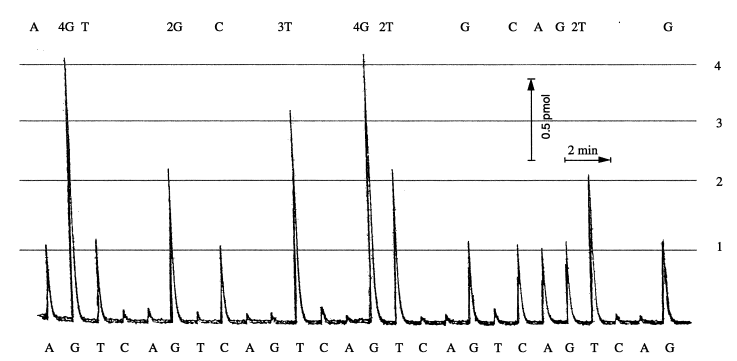 A 4G T 2G C 3T 4G 2T G C A G 2T G
4
3
0.5 pmol
2 min
2
1
A G T C A G T C A G T C A G T C A G T C A G T C A G